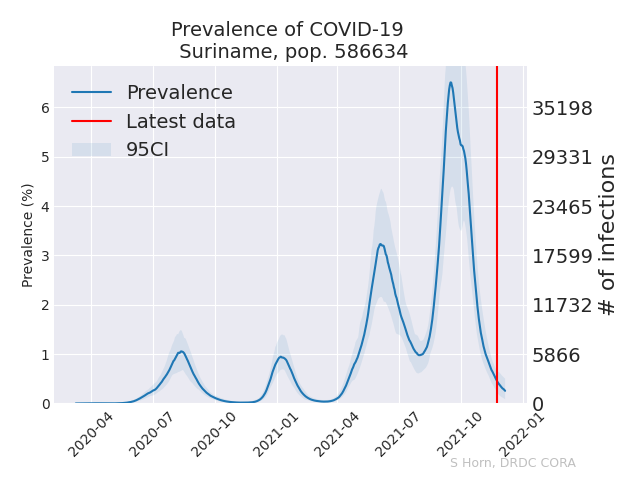 Prevalence of COVID-19
Suriname, pop. 586634
Prevalence
Latest data
95CI
Prevalence (%)
6
5
4
3
2
1
0
35198
29331
23465
17599
11732
5866
0
# of infections
2020-04
2020-07
2020-10
2021-01
2021-04
2021-07
2021-10
2022-01
S Horn, DRDC CORA